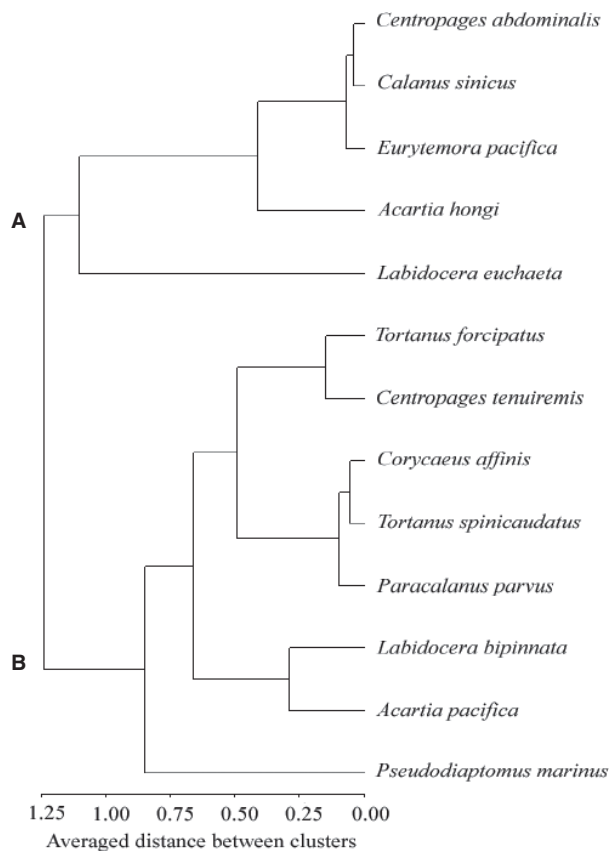 Centropages abdominalis
Calanus sinicus
Eurytemora pacifica
Acartia hongi
A
Labidocera euchaeta
Tortanus forcipatus
Centropages tenuiremis
Corycaeus affinis
Tortanus spinicaudatus
Paracalanus parvus
Labidocera bipinnata
B
Acartia pacifica
Pseudodiaptomus marinus
1.25 1.00 0.75 0.50 0.25 0.00
Averaged distance between clusters